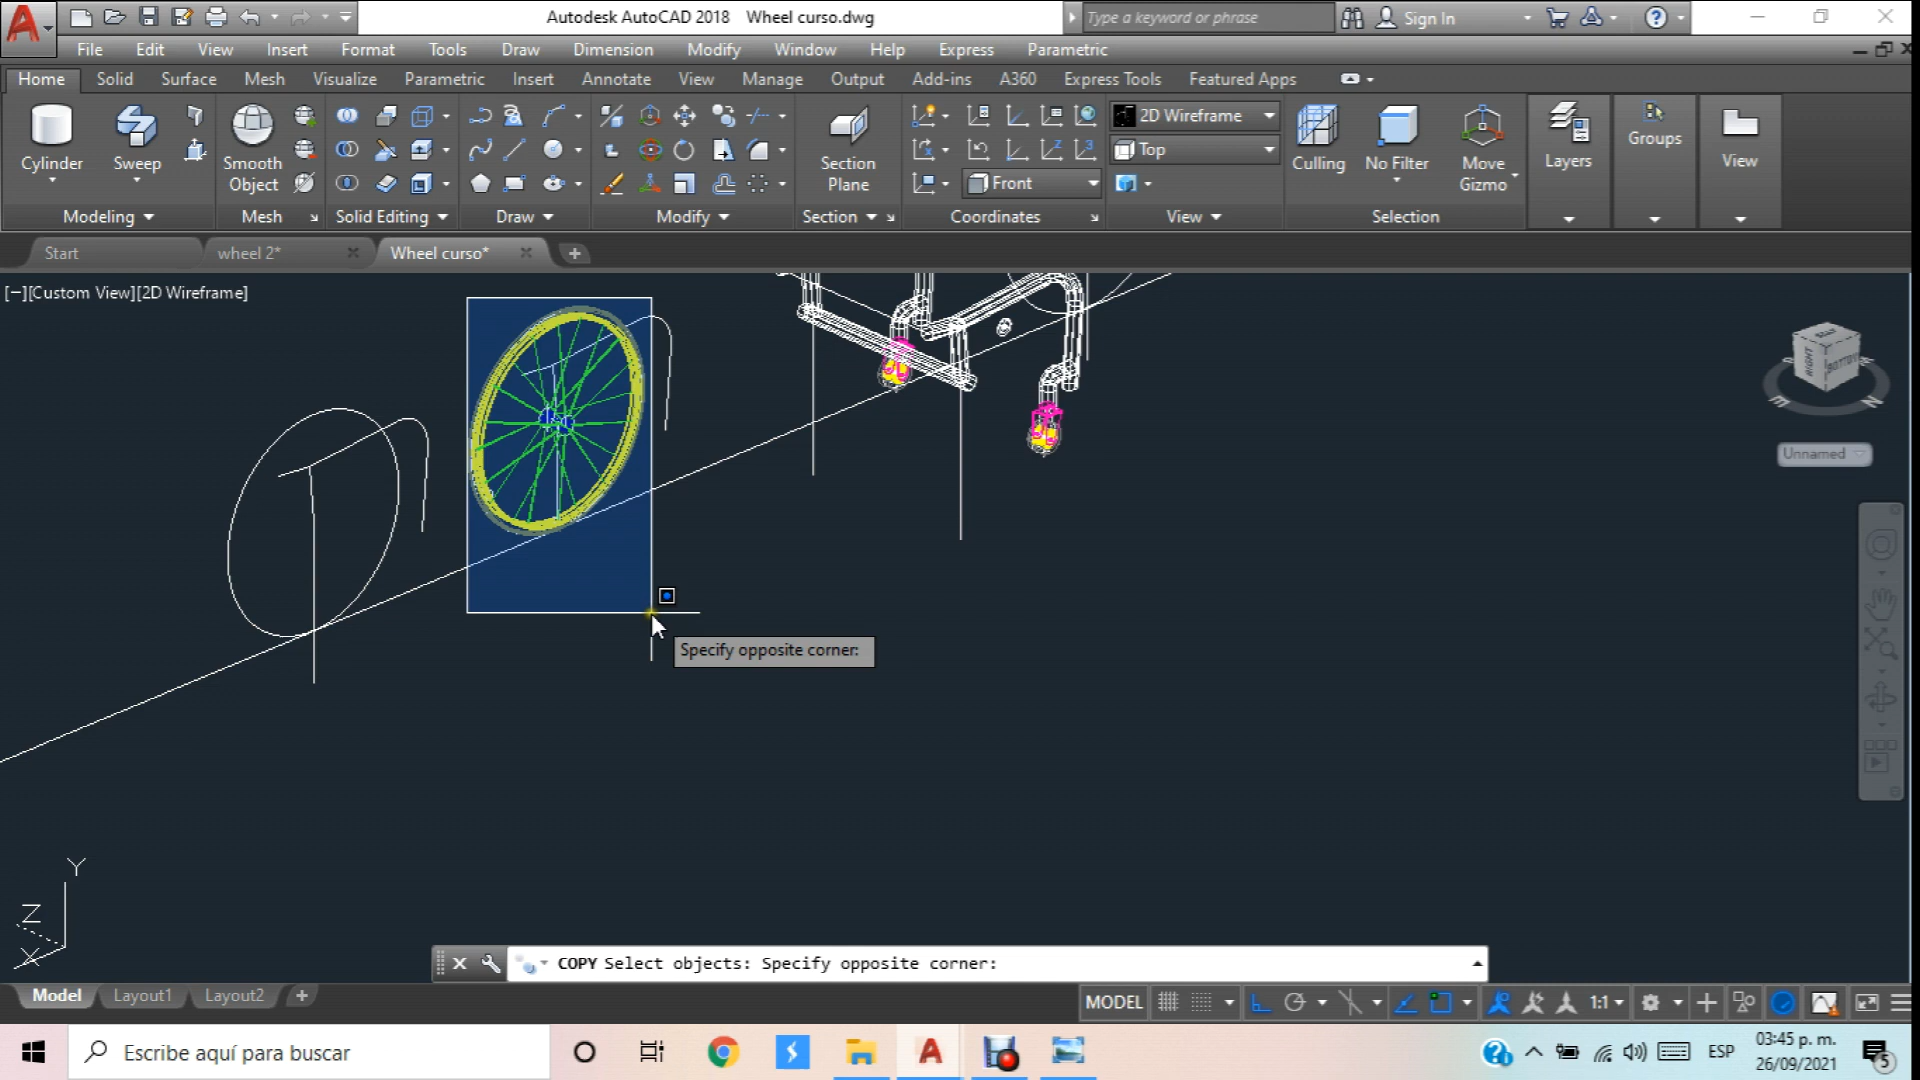 Autodesk AutoCAD 2018 Wheel curso.dwg
Type a keyword or phrase
Sign In
File Edit View Insert Format Tools Draw Dimension Modify Window Help Express Parametric
Home Solid Surface Mesh Visualize Parametric Insert Annotate View Manage Output Add-ins A360 Express Tools Featured Apps
2D Wireframe
Top
Front
Cylinder Sweep Smooth Object
Section Plane
Culling No Filter Move Gizmo
Layers Groups View
Modeling Mesh Solid Editing Draw Modify Section Coordinates View Selection
Start wheel 2* Wheel curso*
[−][Custom View][2D Wireframe]
RIGHT
BOTTOM
E N
Unnamed
Specify opposite corner:
Y
Z
X
COPY Select objects: Specify opposite corner:
Model Layout1 Layout2
MODEL 1:1
Escribe aquí para buscar
ESP
03:45 p. m.
26/09/2021
5